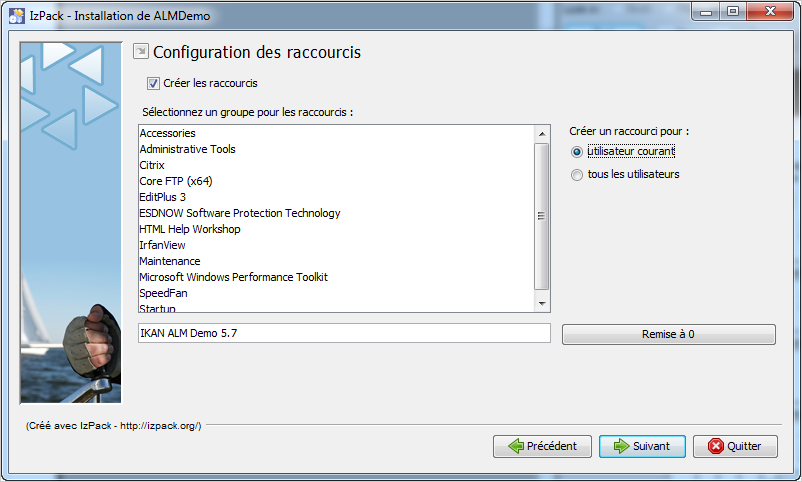 IzPack - Installation de ALMDemo
Configuration des raccourcis
Créer les raccourcis
Sélectionnez un groupe pour les raccourcis :
Accessories
Administrative Tools
Citrix
Core FTP (x64)
EditPlus 3
ESDNOW Software Protection Technology
HTML Help Workshop
IrfanView
Maintenance
Microsoft Windows Performance Toolkit
SpeedFan
Startup
IKAN ALM Demo 5.7
Créer un raccourci pour :
utilisateur courant
tous les utilisateurs
Remise à 0
(Créé avec IzPack - http://izpack.org/)
Précédent
Suivant
Quitter